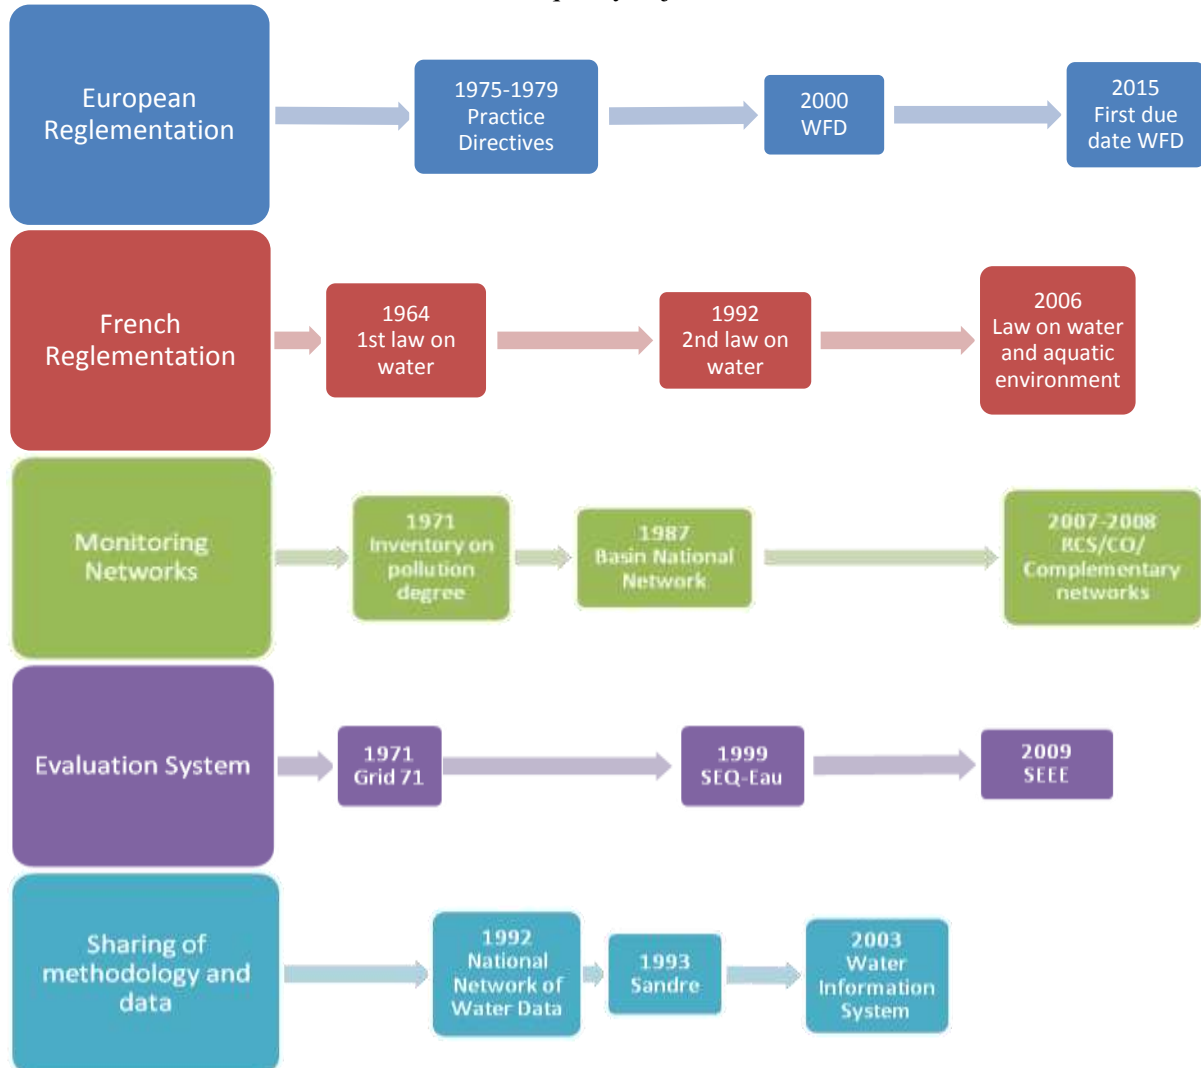 European
Reglementation
1975-1979
Practice
Directives
2000
WFD
2015
First due
date WFD
French
Reglementation
1964
1st law on
water
1992
2nd law on
water
2006
Law on water
and aquatic
environment
Monitoring
Networks
1971
Inventory on
pollution
degree
1987
Basin National
Network
2007-2008
RCS/CO/
Complementary
networks
Evaluation System
1971
Grid 71
1999
SEQ-Eau
2009
SEEE
Sharing of
methodology and
data
1992
National
Network of
Water Data
1993
Sandre
2003
Water
Information
System